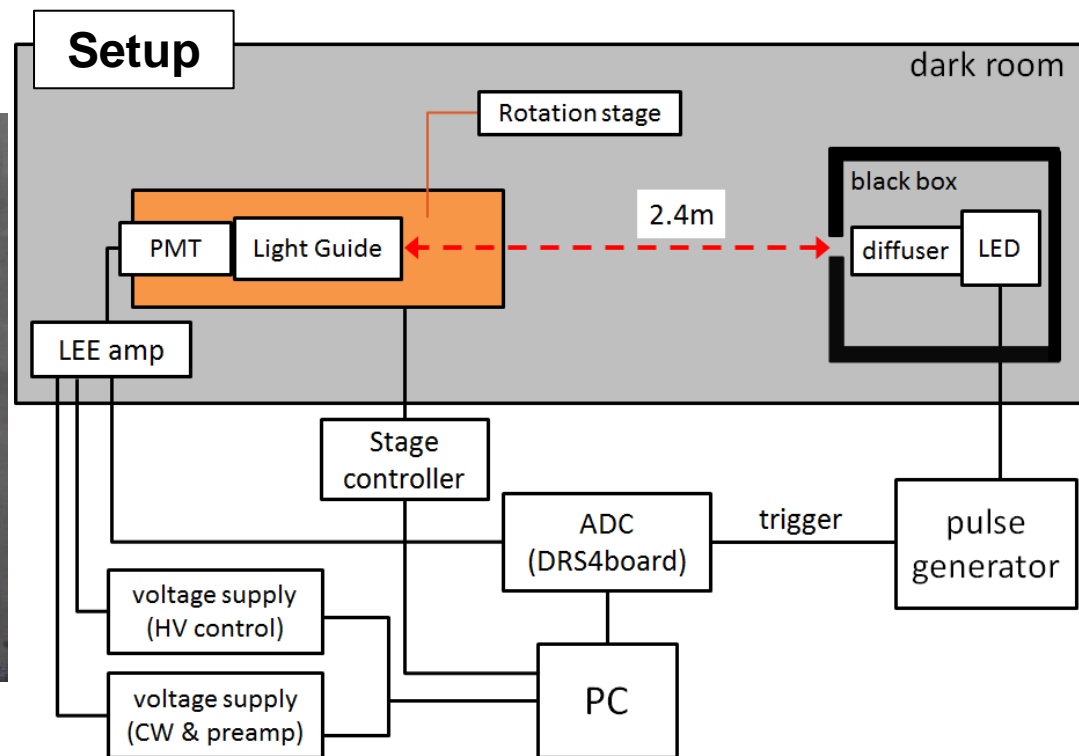 Setup
dark room
Rotation stage
black box
2.4m
PMT
Light Guide
diffuser
LED
LEE amp
Stage
controller
ADC
(DRS4board)
trigger
pulse
generator
voltage supply
(HV control)
voltage supply
(CW & preamp)
PC